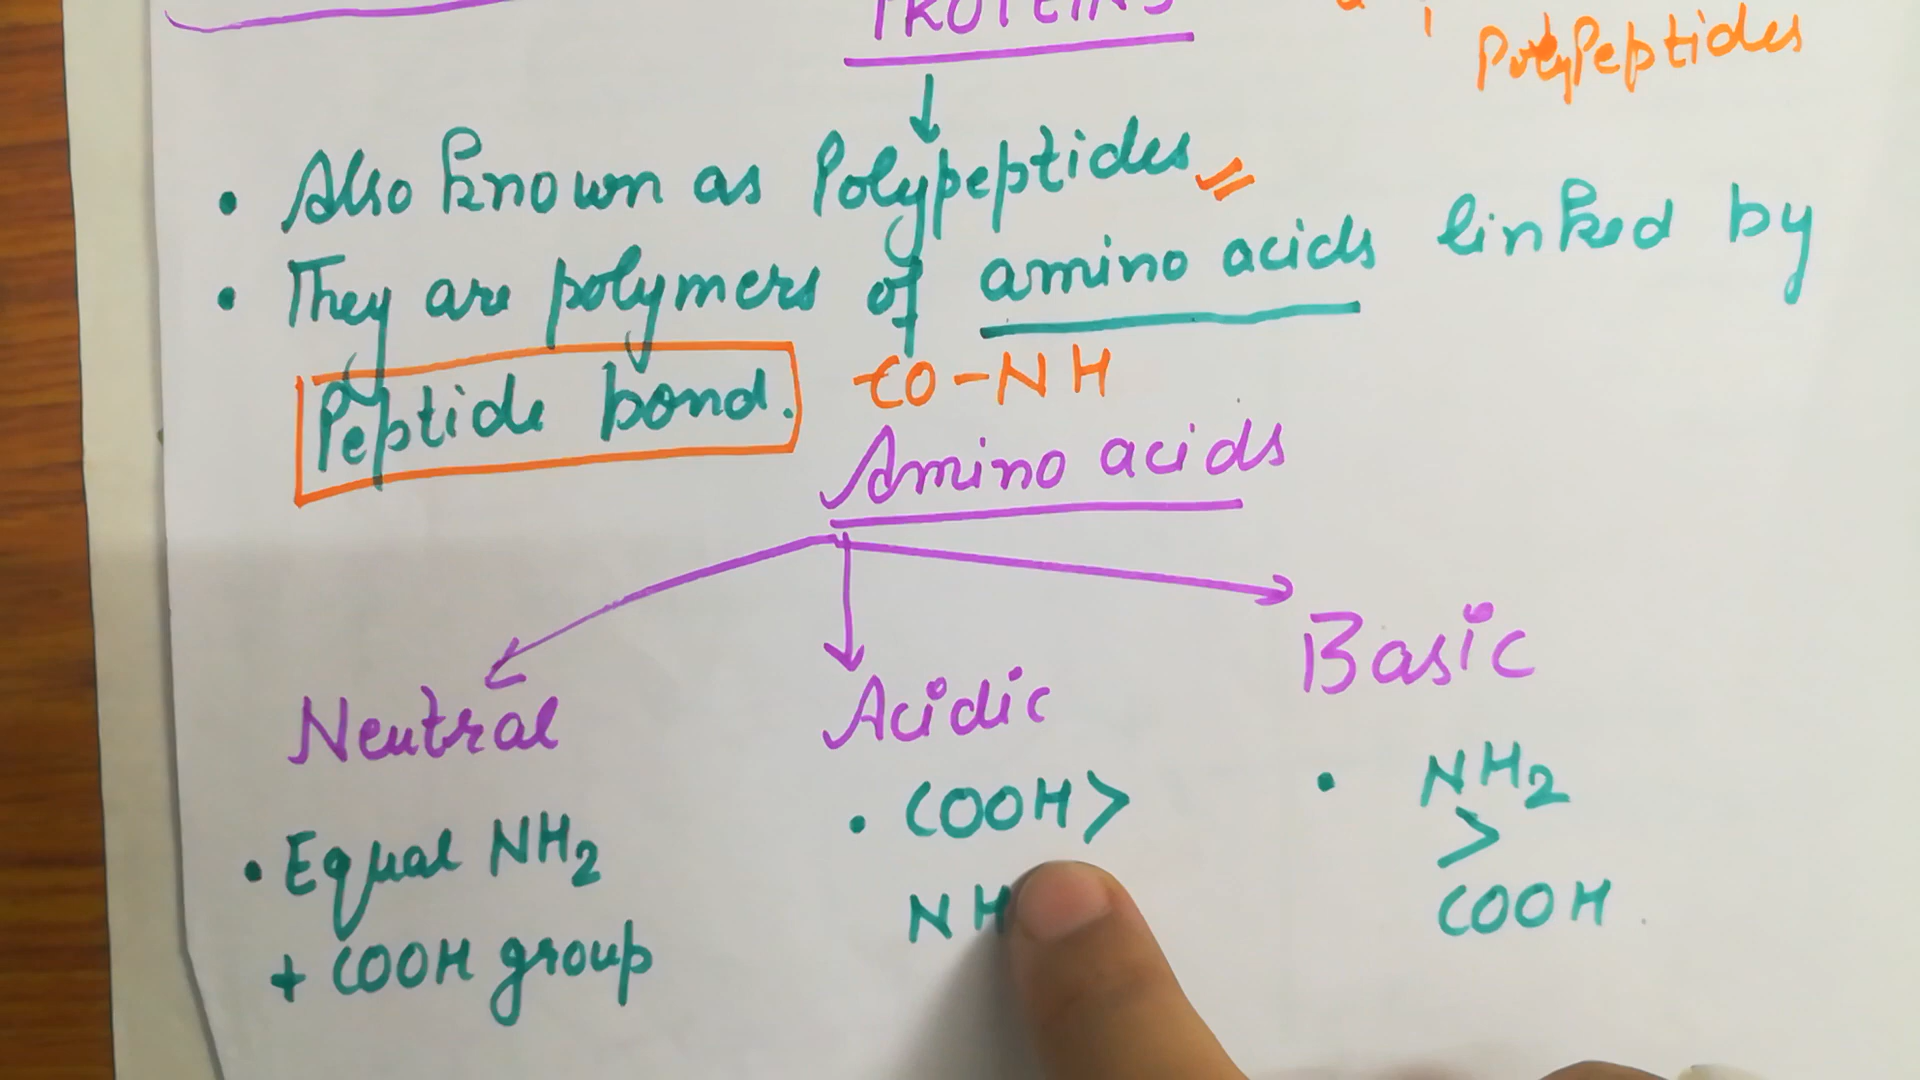 PROTEINS
PolyPeptides
• Also known as Polypeptides
• They are polymers of amino acids linked by
Peptide bond. CO-NH
Amino acids
Neutral
Acidic
Basic
• Equal NH2
+ COOH group
• COOH >
NH
• NH2
>
COOH